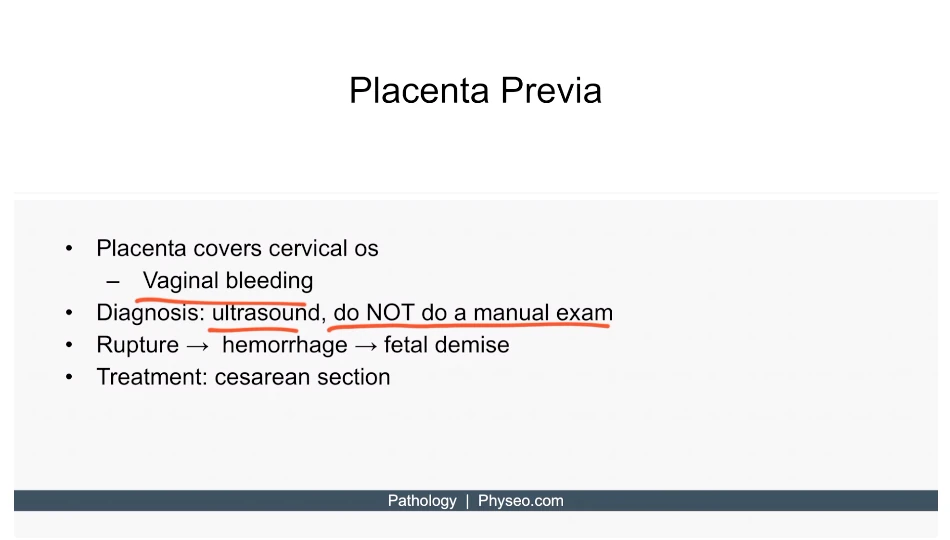 Placenta Previa
• Placenta covers cervical os
– Vaginal bleeding
• Diagnosis: ultrasound, do NOT do a manual exam
• Rupture → hemorrhage → fetal demise
• Treatment: cesarean section
Pathology | Physeo.com